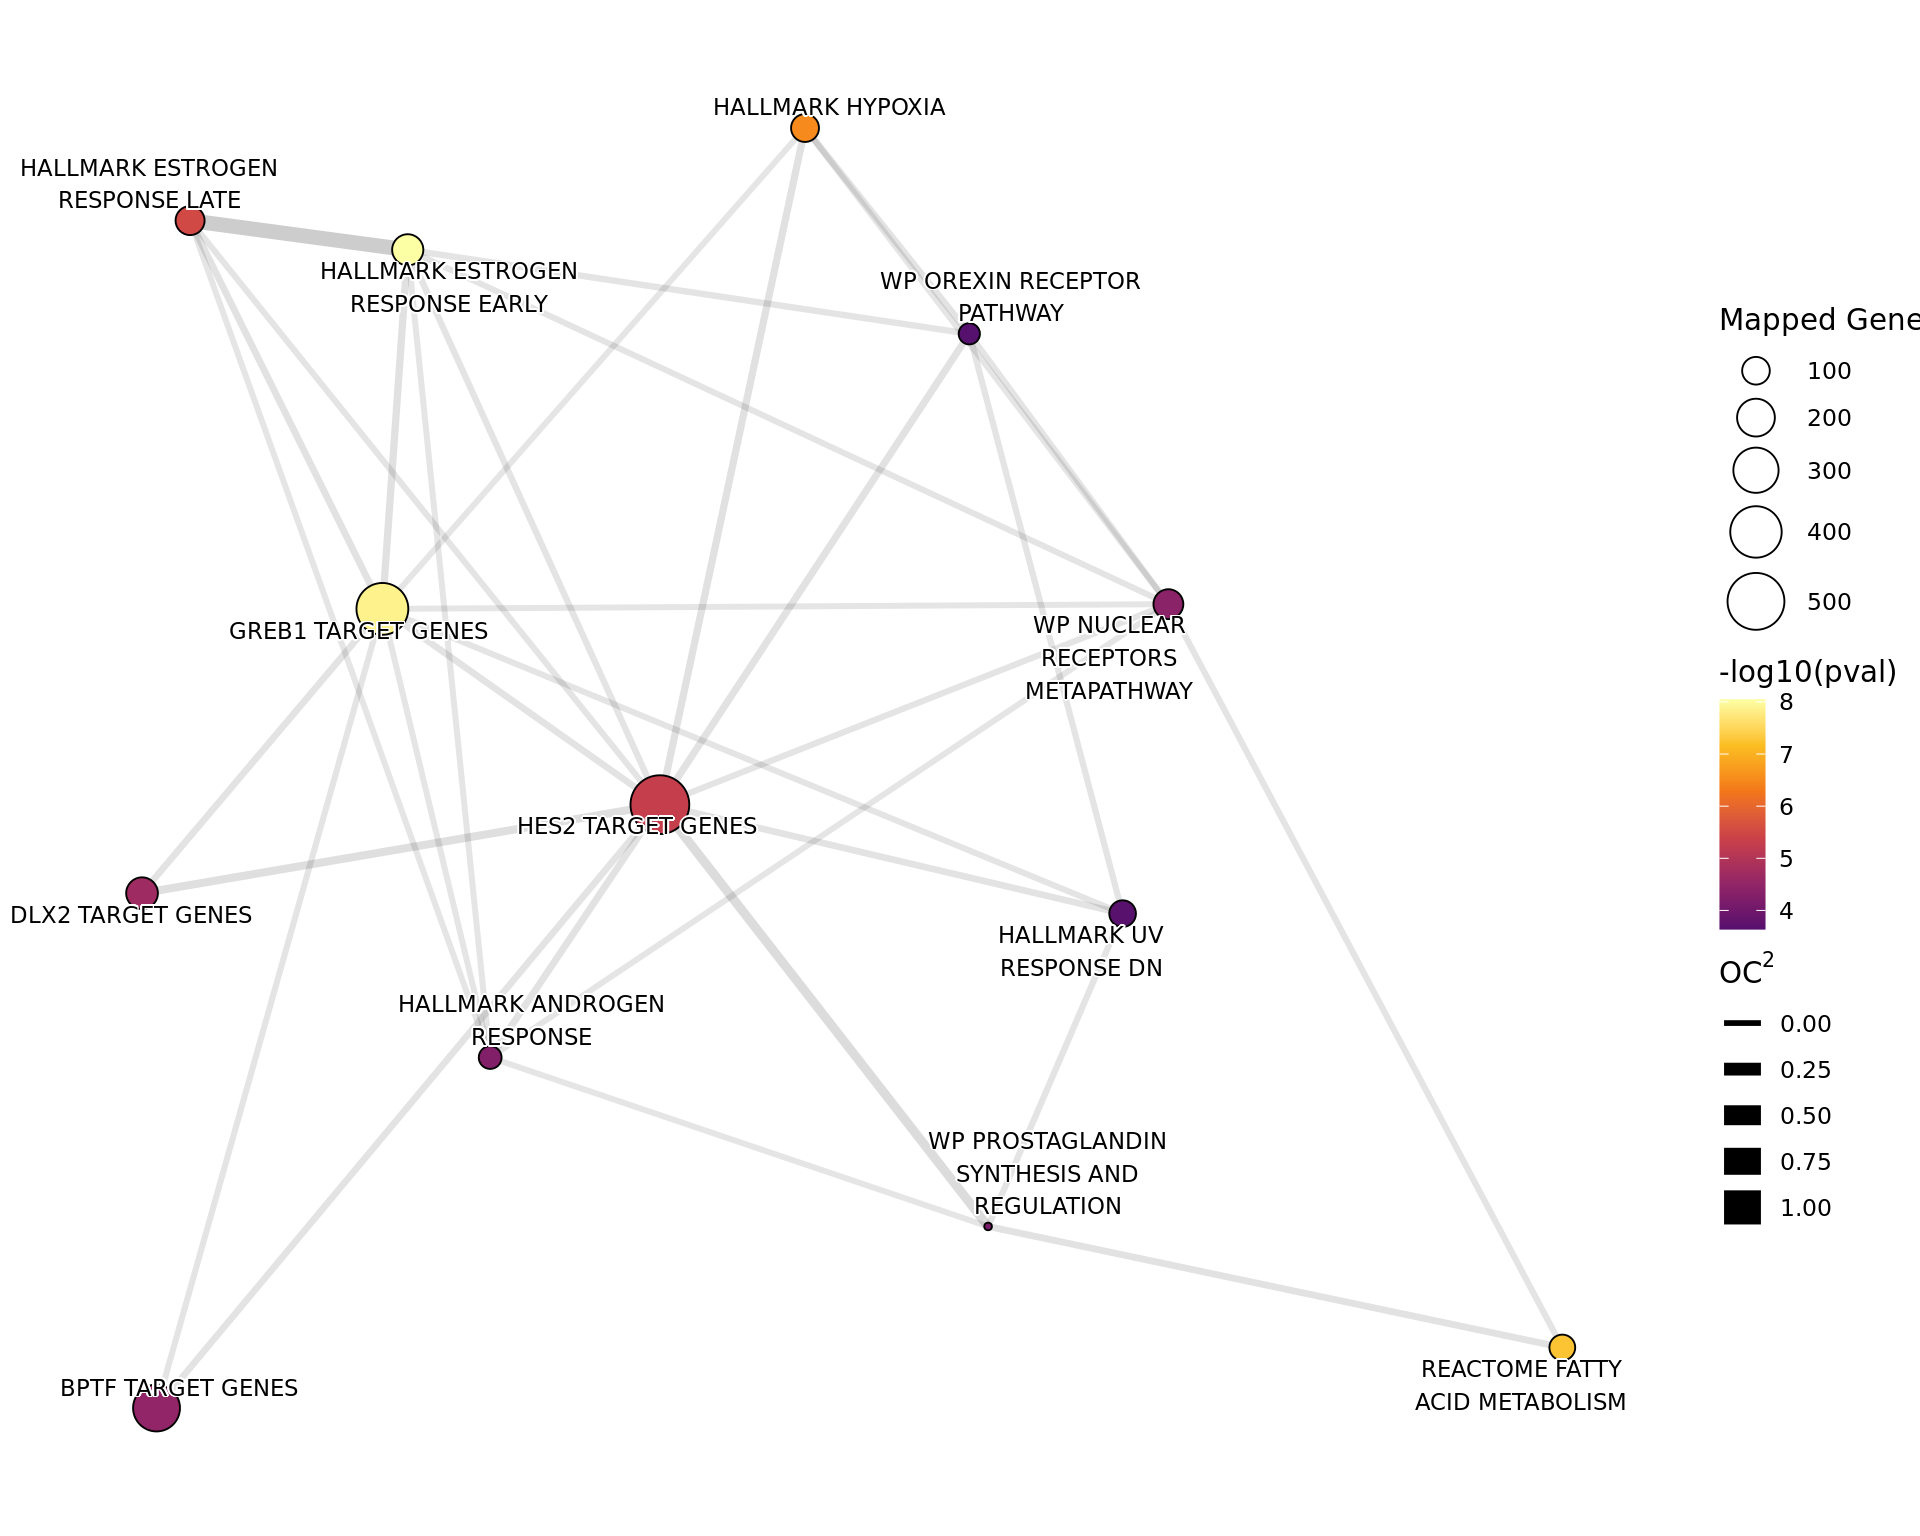 HALLMARK HYPOXIA
HALLMARK ESTROGEN
RESPONSE LATE
HALLMARK ESTROGEN
RESPONSE EARLY
WP OREXIN RECEPTOR
PATHWAY
GREB1 TARGET GENES
WP NUCLEAR
RECEPTORS
METAPATHWAY
HES2 TARGET GENES
DLX2 TARGET GENES
HALLMARK UV
RESPONSE DN
HALLMARK ANDROGEN
RESPONSE
WP PROSTAGLANDIN
SYNTHESIS AND
REGULATION
BPTF TARGET GENES
REACTOME FATTY
ACID METABOLISM
Mapped Gene
100
200
300
400
500
-log10(pval)
8
7
6
5
4
OC²
0.00
0.25
0.50
0.75
1.00